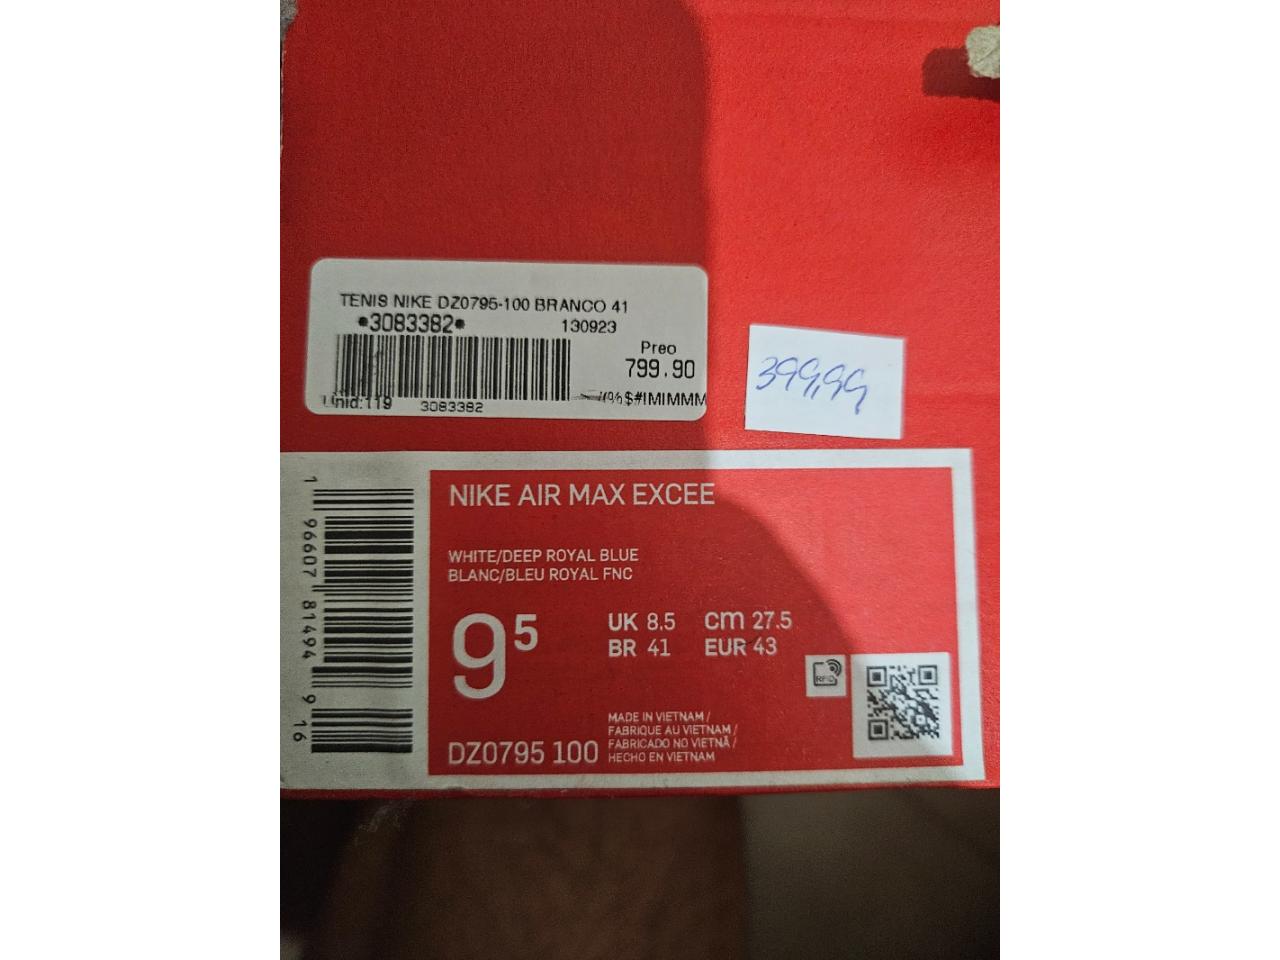 TENIS NIKE DZ0795-100 BRANCO 41
*3083382* 130923
Preo
799.90
Unid:119 3083382 %$#IMIMMM
399,99
NIKE AIR MAX EXCEE
WHITE/DEEP ROYAL BLUE
BLANC/BLEU ROYAL FNC
9⁵
UK 8.5 cm 27.5
BR 41 EUR 43
RFID
MADE IN VIETNAM /
FABRIQUE AU VIETNAM /
FABRICADO NO VIETNÃ /
HECHO EN VIETNAM
DZ0795 100
1 96607 81494 9 16